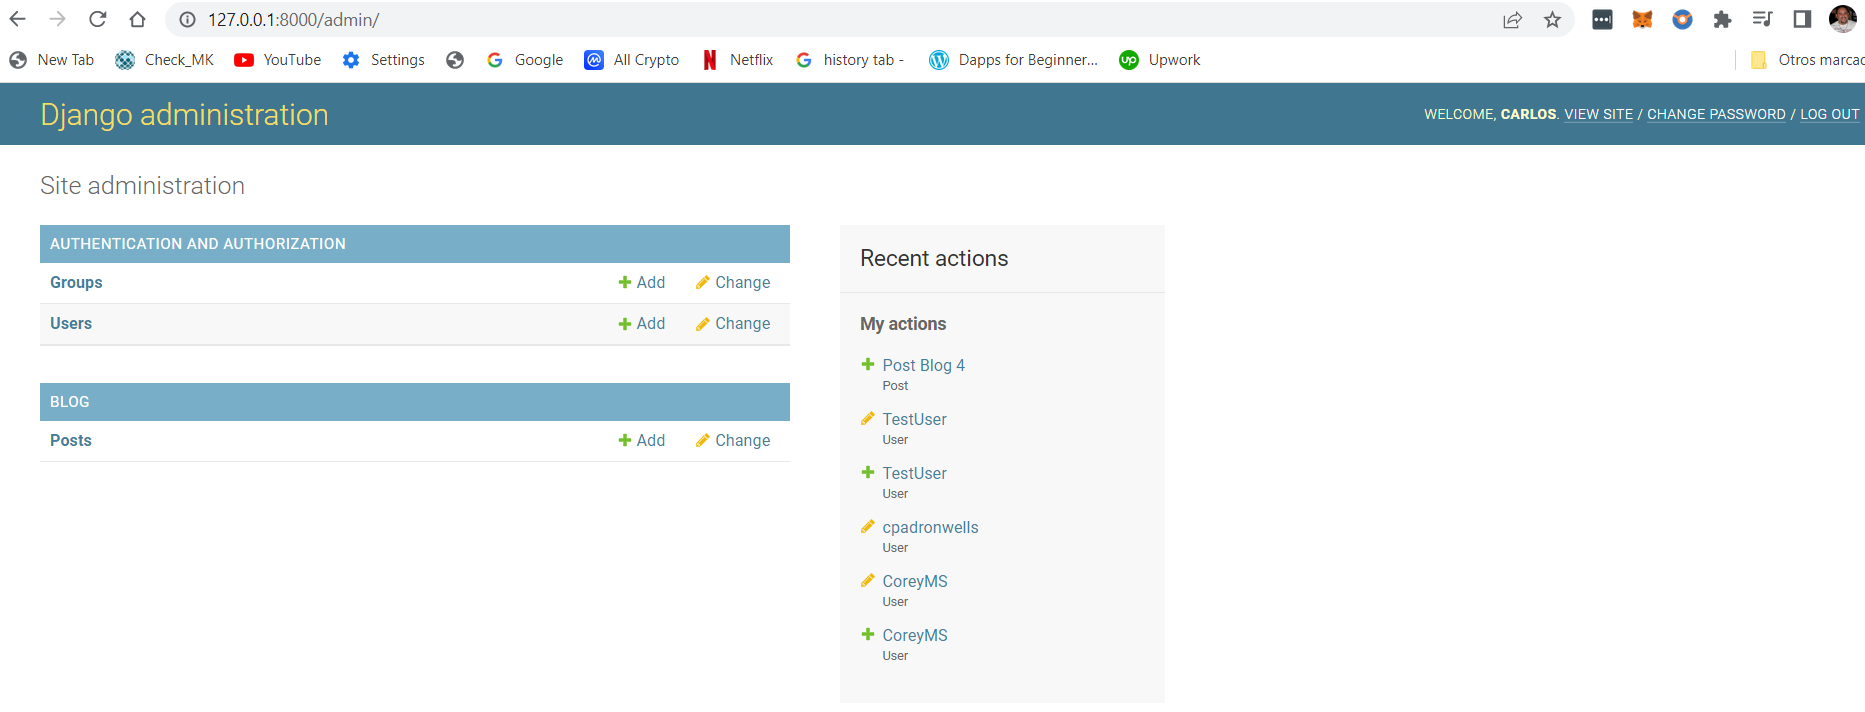 127.0.0.1:8000/admin/
New Tab Check_MK YouTube Settings Google All Crypto Netflix history tab - Dapps for Beginner... Upwork Otros marcac
Django administration
WELCOME, CARLOS. VIEW SITE / CHANGE PASSWORD / LOG OUT
Site administration
AUTHENTICATION AND AUTHORIZATION
Groups Add Change
Users Add Change
BLOG
Posts Add Change
Recent actions
My actions
Post Blog 4
Post
TestUser
User
TestUser
User
cpadronwells
User
CoreyMS
User
CoreyMS
User